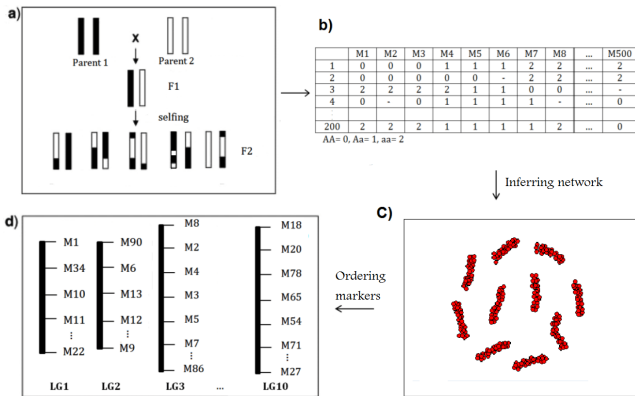 a)
X
Parent 1 Parent 2
F1
selfing
F2
b)
M1 M2 M3 M4 M5 M6 M7 M8 ... M500
1 0 0 0 1 1 1 2 2 ... 2
2 0 0 0 0 0 - 2 2 ... 2
3 2 2 2 2 1 1 0 0 ... -
4 0 - 0 1 1 1 1 - ... 0
⋮
200 2 2 2 1 1 1 1 2 ... 0
AA= 0, Aa= 1, aa= 2
Inferring network
C)
Ordering
markers
d)
M1
M34
M10
M11
⋮
M22
LG1
M90
M6
M13
M12
⋮
M9
LG2
M8
M2
M4
M3
M5
M7
⋮
M86
LG3
...
M18
M20
M78
M65
M54
M71
⋮
M27
LG10